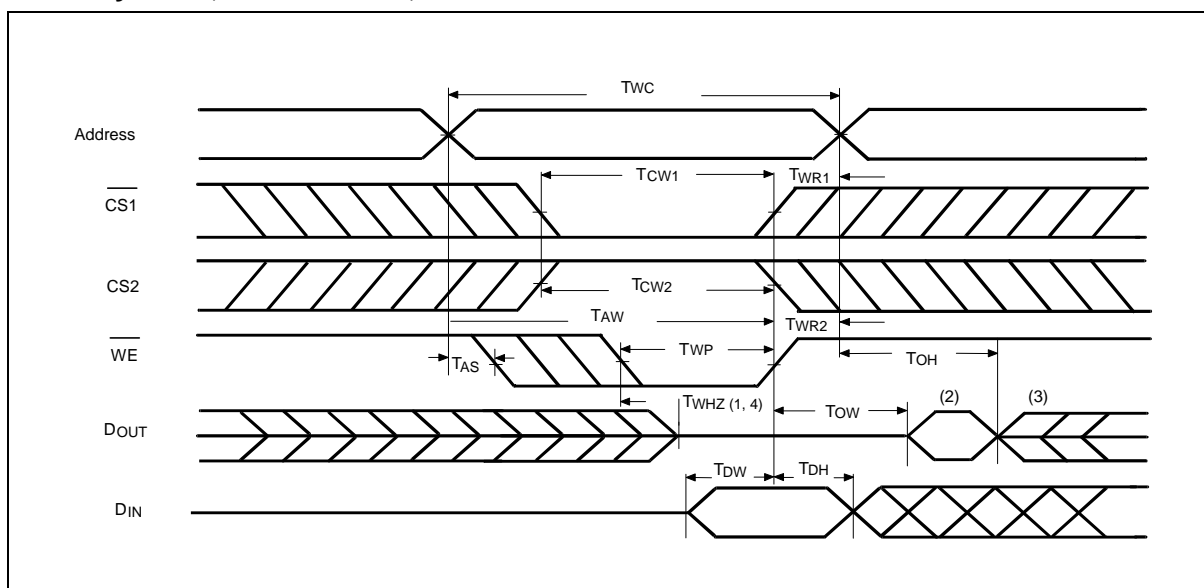 TWC
Address
TCW1
TWR1
CS1
CS2
TCW2
TAW
TWR2
WE
TWP
TAS
TOH
TWHZ (1, 4)
TOW
(2)
(3)
DOUT
TDW
TDH
DIN